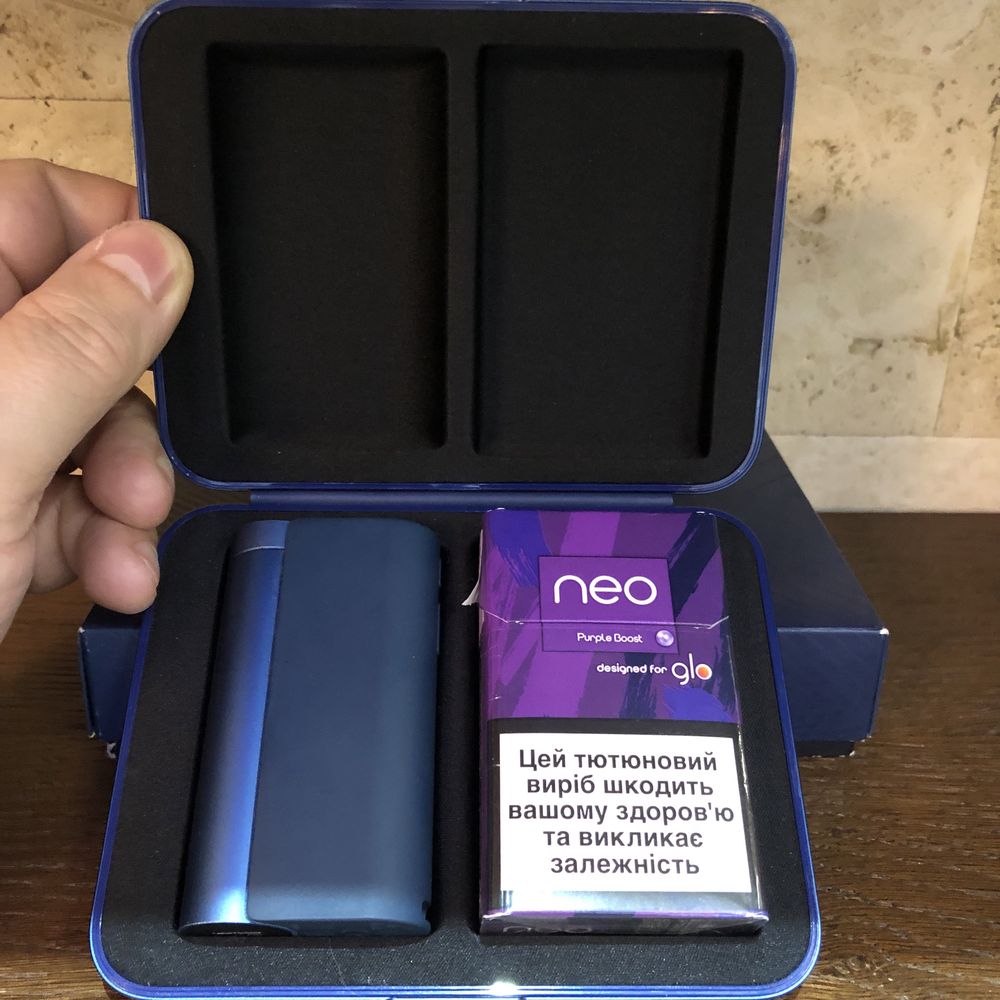 neo
Purple Boost
designed for glo
Цей тютюновий
виріб шкодить
вашому здоров'ю
та викликає
залежність